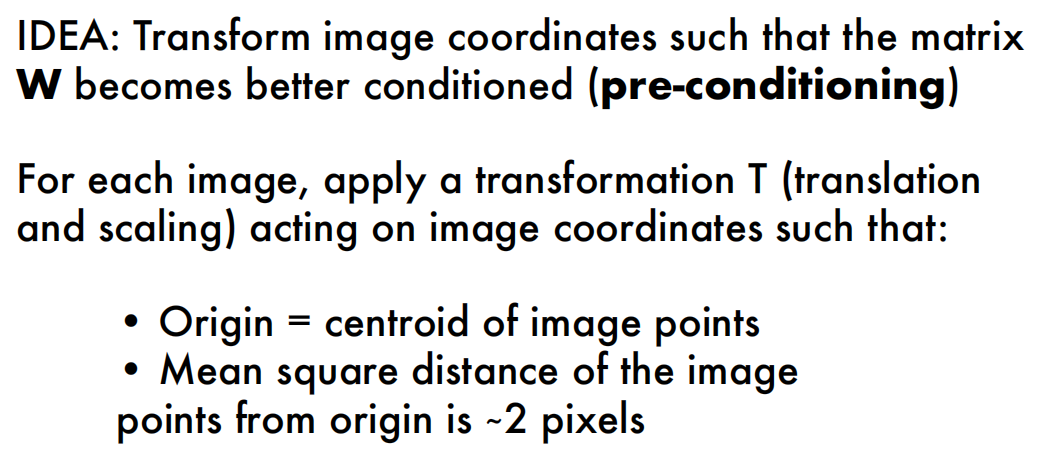 IDEA: Transform image coordinates such that the matrix
W becomes better conditioned (pre-conditioning)
For each image, apply a transformation T (translation
and scaling) acting on image coordinates such that:
• Origin = centroid of image points
• Mean square distance of the image
points from origin is ~2 pixels